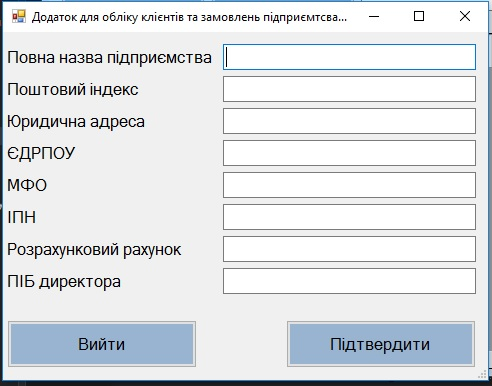 Додаток для обліку клієнтів та замовлень підприємтсва...
Повна назва підприємства
Поштовий індекс
Юридична адреса
ЄДРПОУ
МФО
ІПН
Розрахунковий рахунок
ПІБ директора
Вийти
Підтвердити